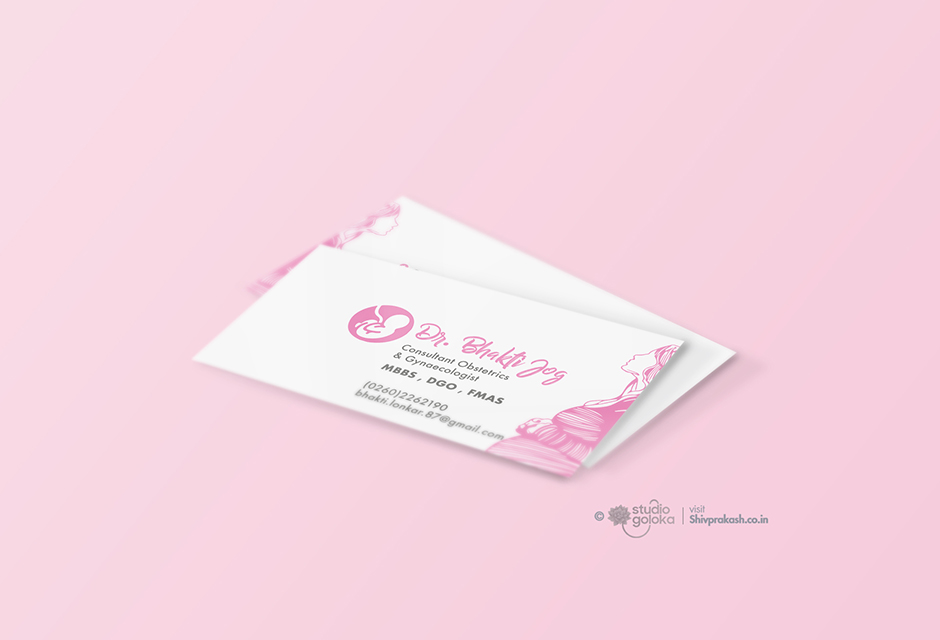 Dr. Bhakti Jog
Consultant Obstetrics
& Gynaecologist
MBBS , DGO , FMAS
(0260)2262190
bhakti.lonkar.87@gmail.com
© studio goloka | visit Shivprakash.co.in